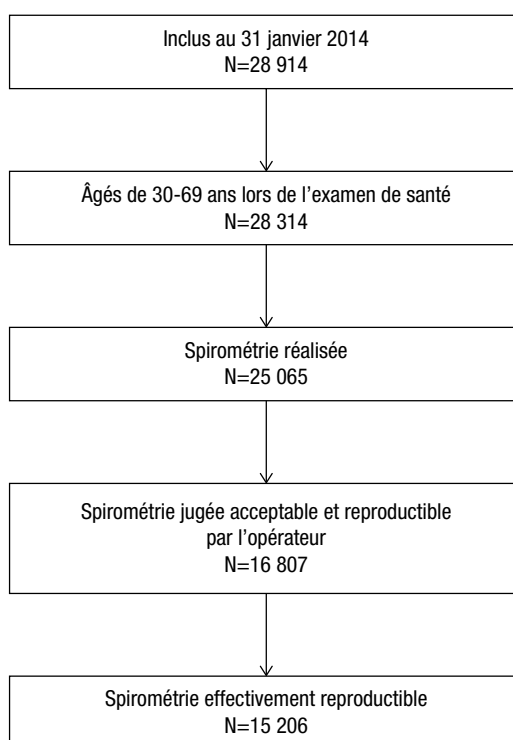 Inclus au 31 janvier 2014
N=28 914
Âgés de 30-69 ans lors de l’examen de santé
N=28 314
Spirométrie réalisée
N=25 065
Spirométrie jugée acceptable et reproductible
par l’opérateur
N=16 807
Spirométrie effectivement reproductible
N=15 206